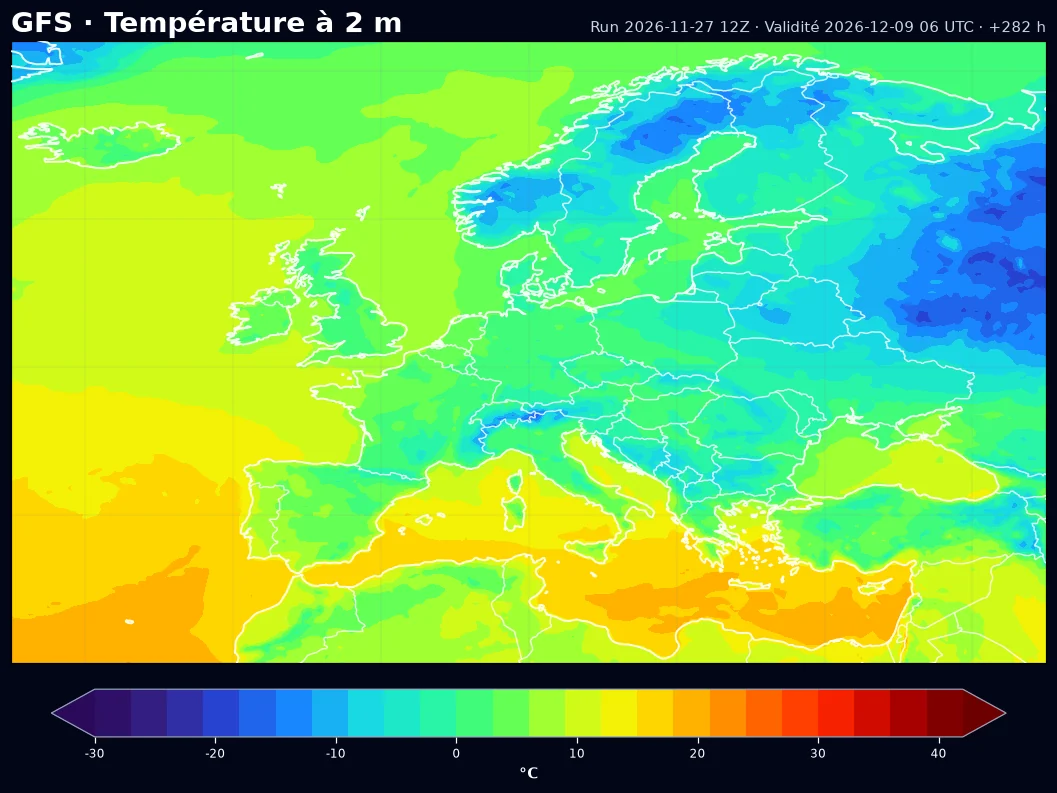 GFS · Température à 2 m
Run 2026-11-27 12Z · Validité 2026-12-09 06 UTC · +282 h
-30 -20 -10 0 10 20 30 40
°C